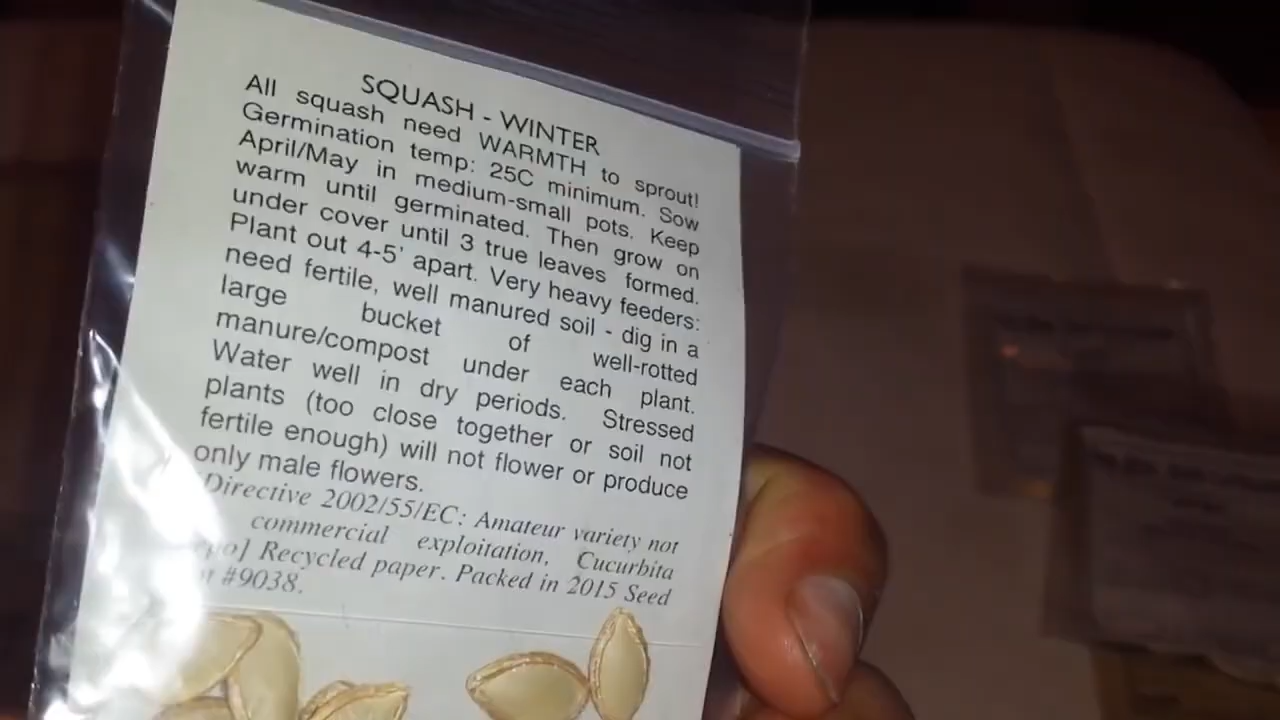 SQUASH - WINTER
All squash need WARMTH to sprout!
Germination temp: 25C minimum. Sow
April/May in medium-small pots. Keep
warm until germinated. Then grow on
under cover until 3 true leaves formed.
Plant out 4-5' apart. Very heavy feeders:
need fertile, well manured soil - dig in a
large bucket of well-rotted
manure/compost under each plant.
Water well in dry periods. Stressed
plants (too close together or soil not
fertile enough) will not flower or produce
only male flowers.
Directive 2002/55/EC: Amateur variety not
commercial exploitation, Cucurbita
Recycled paper. Packed in 2015 Seed
#9038.